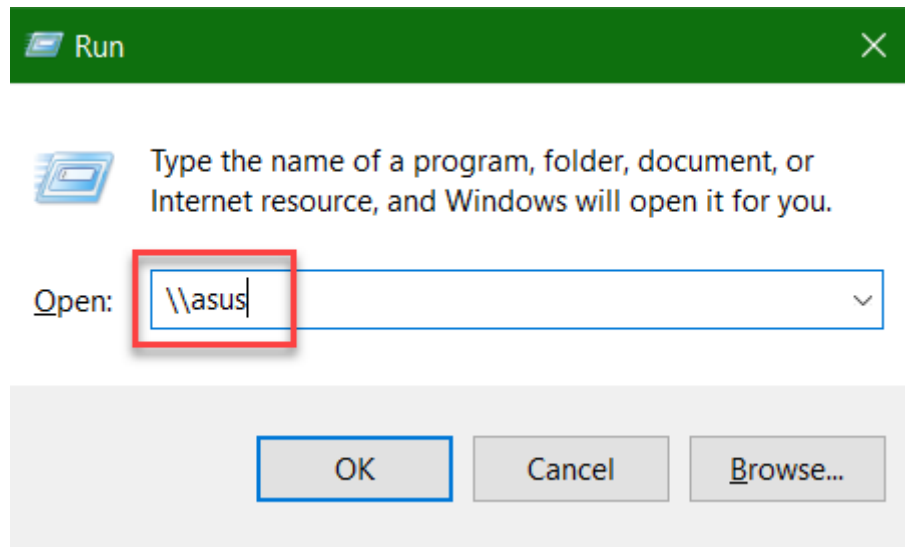 Run
Type the name of a program, folder, document, or
Internet resource, and Windows will open it for you.
Open: \\asus
OK Cancel Browse...